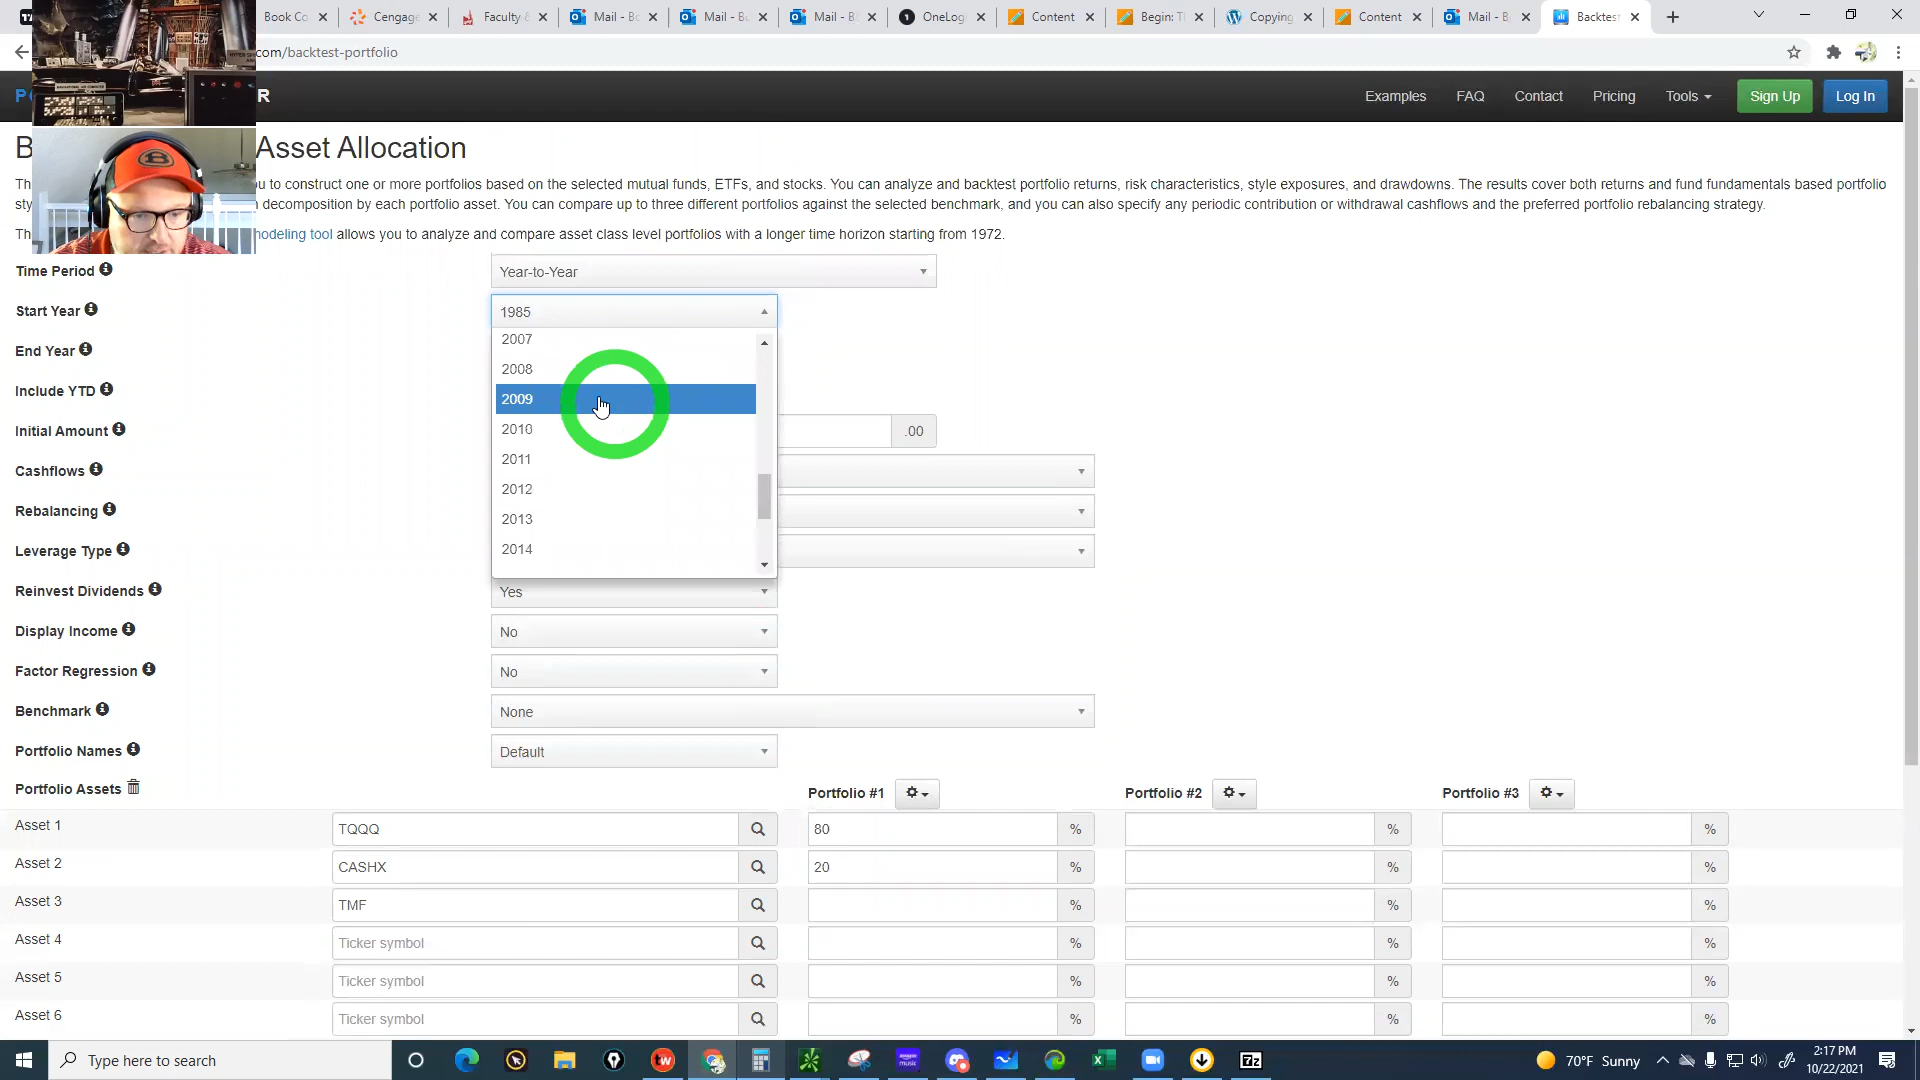 Book Co
Cengage
Faculty &
Mail - Bo
Mail - Bu
Mail - B
OneLog
Content
Begin: T
Copying
Content
Mail - B
Backtest
com/backtest-portfolio
R
Examples
FAQ
Contact
Pricing
Tools
Sign Up
Log In
Asset Allocation
u to construct one or more portfolios based on the selected mutual funds, ETFs, and stocks. You can analyze and backtest portfolio returns, risk characteristics, style exposures, and drawdowns. The results cover both returns and fund fundamentals based portfolio
decomposition by each portfolio asset. You can compare up to three different portfolios against the selected benchmark, and you can also specify any periodic contribution or withdrawal cashflows and the preferred portfolio rebalancing strategy.
Th modeling tool allows you to analyze and compare asset class level portfolios with a longer time horizon starting from 1972.
Time Period Year-to-Year
Start Year 1985
2007
End Year
2008
Include YTD 2009
Initial Amount 2010 .00
Cashflows 2011
2012
Rebalancing 2013
Leverage Type 2014
Reinvest Dividends Yes
Display Income No
Factor Regression No
Benchmark None
Portfolio Names Default
Portfolio Assets Portfolio #1 Portfolio #2 Portfolio #3
Asset 1 TQQQ 80 % % %
Asset 2 CASHX 20 % % %
Asset 3 TMF % % %
Asset 4 Ticker symbol % % %
Asset 5 Ticker symbol % % %
Asset 6 Ticker symbol % % %
Type here to search
70°F Sunny
2:17 PM
10/22/2021